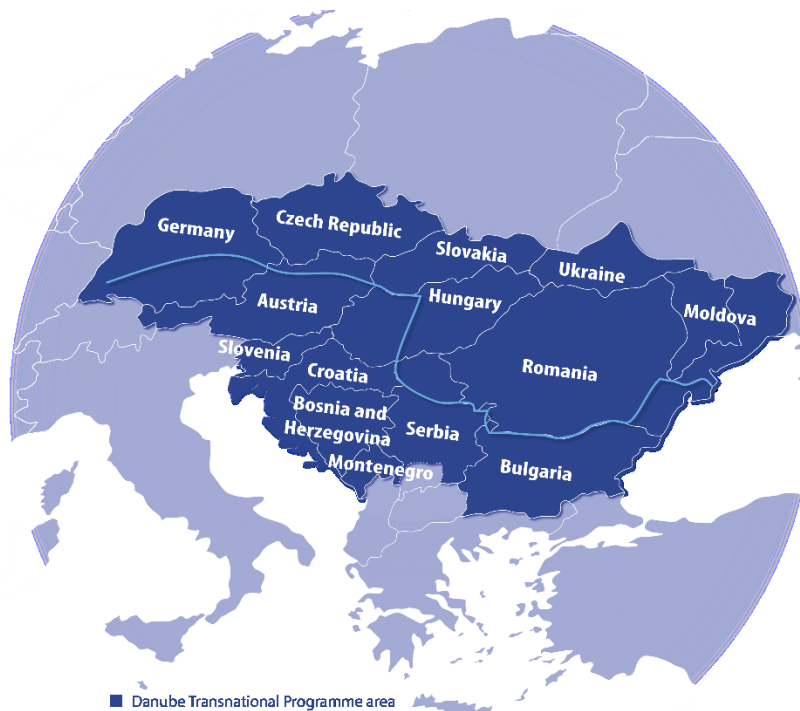 Germany
Czech Republic
Slovakia
Ukraine
Austria
Hungary
Moldova
Slovenia
Croatia
Romania
Bosnia and
Herzegovina
Serbia
Montenegro
Bulgaria
Danube Transnational Programme area